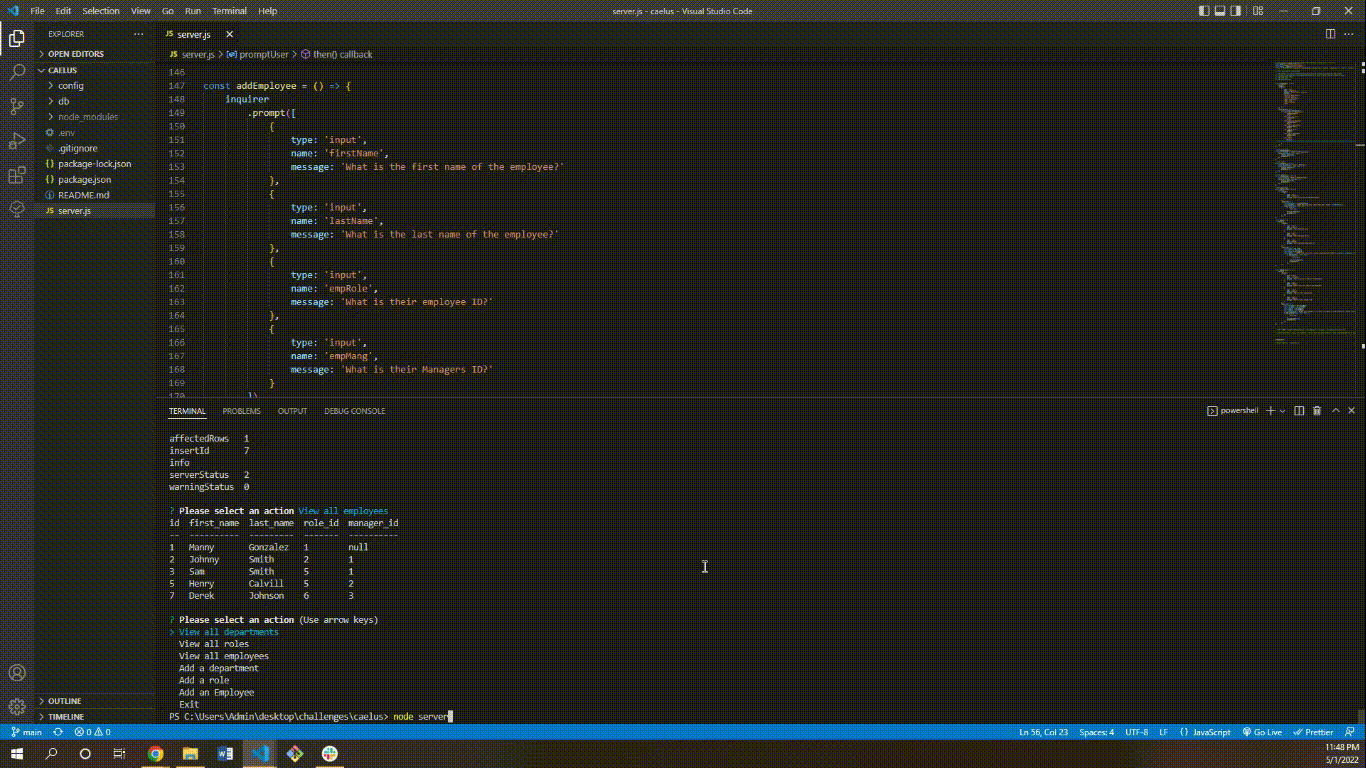 File Edit Selection View Go Run Terminal Help
server.js - caelus - Visual Studio Code
EXPLORER
OPEN EDITORS
CAELUS
config
db
node_modules
.env
.gitignore
package-lock.json
package.json
README.md
JS server.js
OUTLINE
TIMELINE
JS server.js
JS server.js > promptUser > then() callback
146
147 const addEmployee = () => {
148 inquirer
149 .prompt([
150 {
151 type: 'input',
152 name: 'firstName',
153 message: 'What is the first name of the employee?'
154 },
155 {
156 type: 'input',
157 name: 'lastName',
158 message: 'What is the last name of the employee?'
159 },
160 {
161 type: 'input',
162 name: 'empRole',
163 message: 'What is their employee ID?'
164 },
165 {
166 type: 'input',
167 name: 'empMang',
168 message: 'What is their Managers ID?'
169 }
170 ])
TERMINAL PROBLEMS OUTPUT DEBUG CONSOLE
powershell
affectedRows 1
insertId 7
info
serverStatus 2
warningStatus 0
? Please select an action View all employees
id first_name last_name role_id manager_id
-- ---------- --------- ------- ----------
1 Manny Gonzalez 1 null
2 Johnny Smith 2 1
3 Sam Smith 5 1
5 Henry Calvill 5 2
7 Derek Johnson 6 3
? Please select an action (Use arrow keys)
> View all departments
View all roles
View all employees
Add a department
Add a role
Add an Employee
Exit
PS C:\Users\Admin\desktop\challenges\caelus> node server
main 0 0
Ln 56, Col 23 Spaces: 4 UTF-8 LF {} JavaScript Go Live Prettier
11:48 PM
5/1/2022